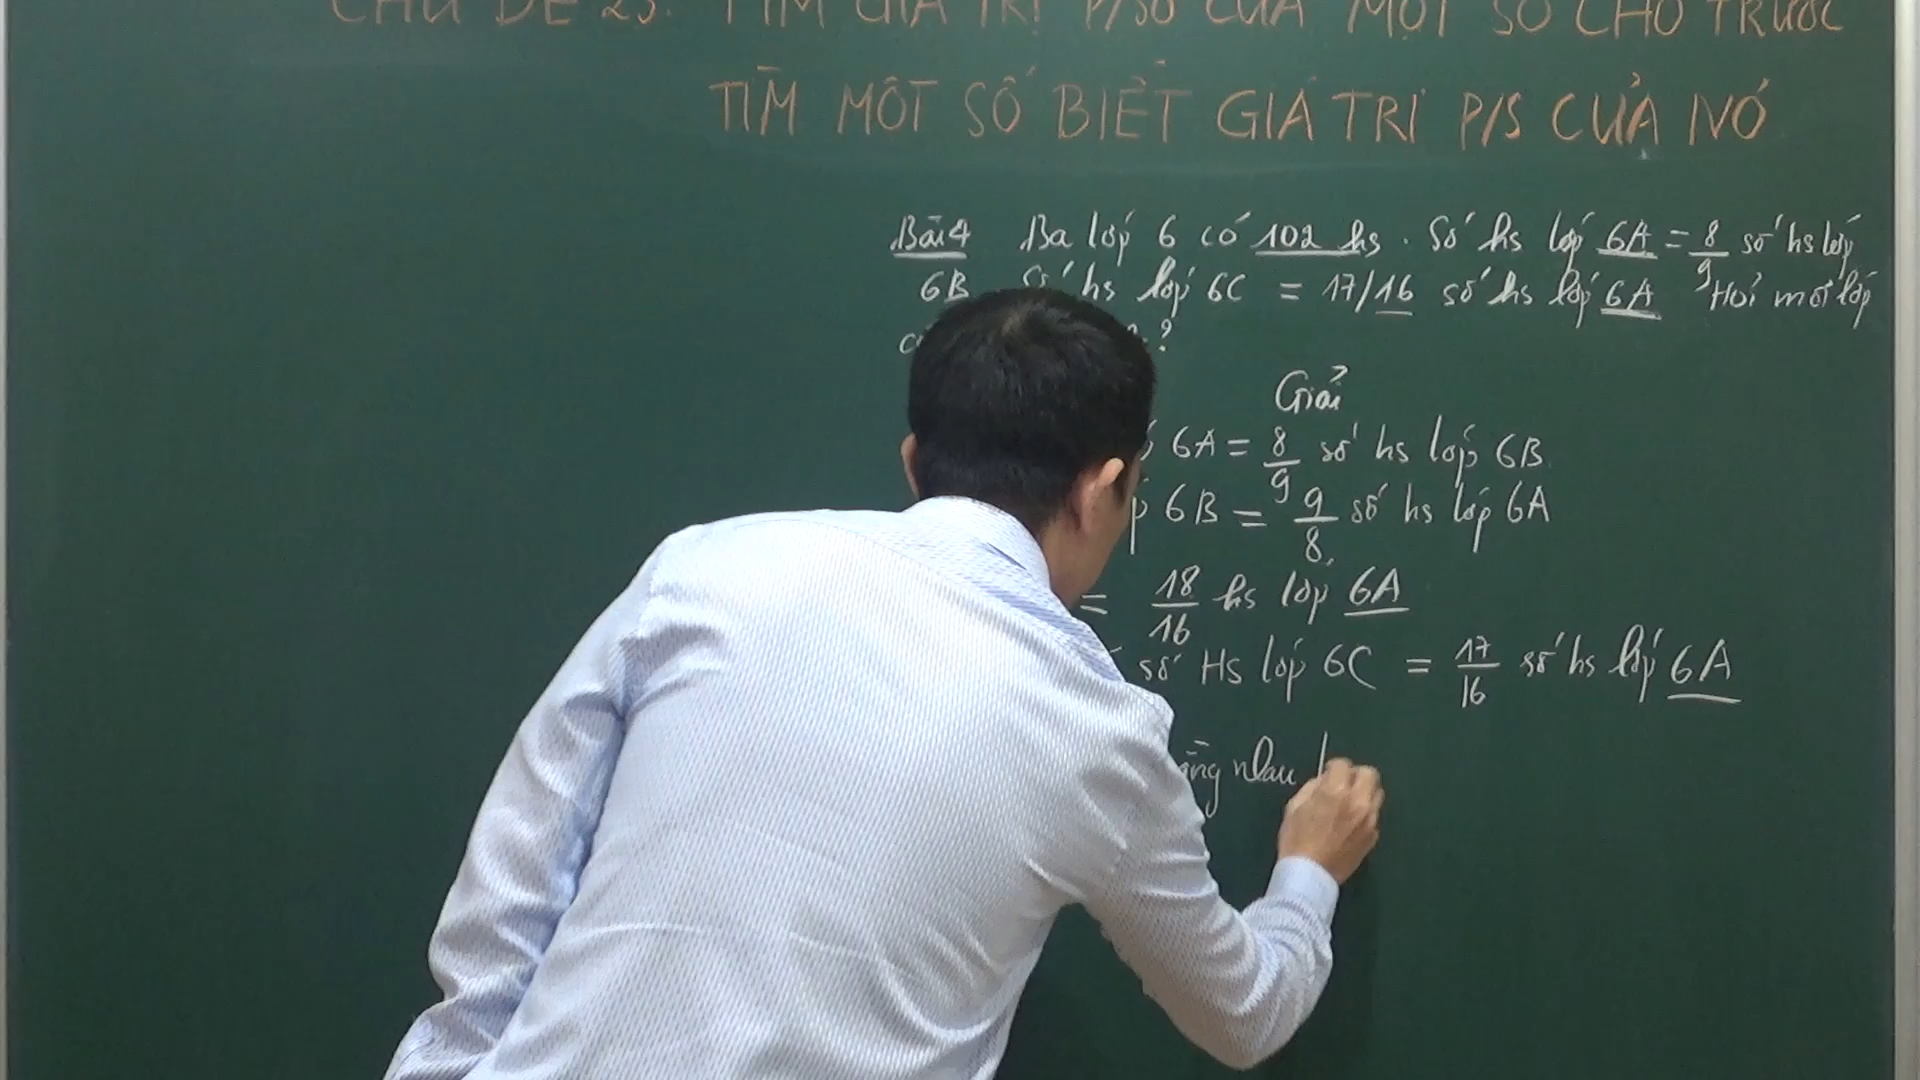 CHỦ ĐỀ 23: TÌM GIÁ TRỊ P/SỐ CỦA MỘT SỐ CHO TRƯỚC
TÌM MỘT SỐ BIẾT GIÁ TRỊ P/S CỦA NÓ
Bài 4 Ba lớp 6 có 102 hs. Số hs lớp 6A = 8/9 số hs lớp
6B Số hs lớp 6C = 17/16 số hs lớp 6A Hỏi mỗi lớp
?
Giải
6A = 8/9 số hs lớp 6B
6B = 9/8 số hs lớp 6A
= 18/16 hs lớp 6A
số Hs lớp 6C = 17/16 số hs lớp 6A
nhau